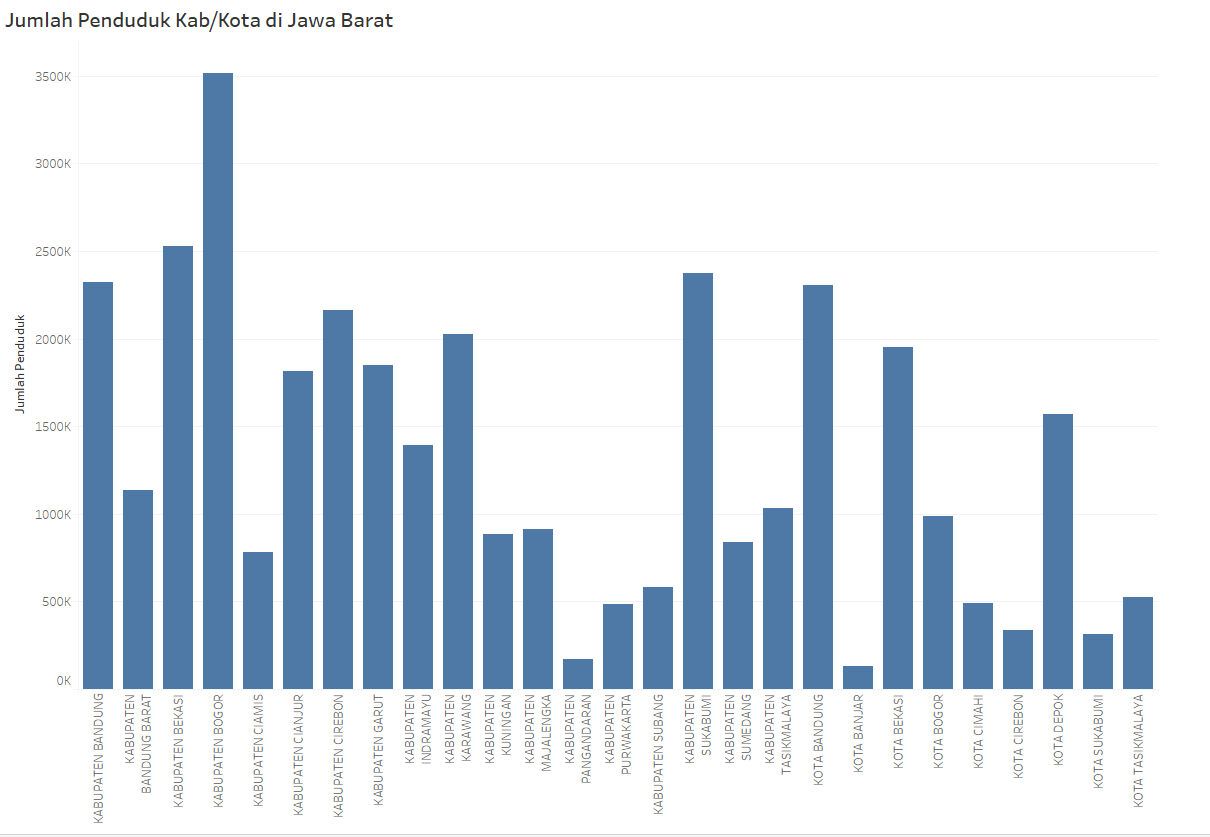 Jumlah Penduduk Kab/Kota di Jawa Barat
3500K
3000K
2500K
2000K
1500K
1000K
500K
0K
Jumlah Penduduk
KABUPATEN BANDUNG
KABUPATEN
BANDUNG BARAT
KABUPATEN BEKASI
KABUPATEN BOGOR
KABUPATEN CIAMIS
KABUPATEN CIANJUR
KABUPATEN CIREBON
KABUPATEN GARUT
KABUPATEN
INDRAMAYU
KABUPATEN
KARAWANG
KABUPATEN
KUNINGAN
KABUPATEN
MAJALENGKA
KABUPATEN
PANGANDARAN
KABUPATEN
PURWAKARTA
KABUPATEN SUBANG
KABUPATEN
SUKABUMI
KABUPATEN
SUMEDANG
KABUPATEN
TASIKMALAYA
KOTA BANDUNG
KOTA BANJAR
KOTA BEKASI
KOTA BOGOR
KOTA CIMAHI
KOTA CIREBON
KOTA DEPOK
KOTA SUKABUMI
KOTA TASIKMALAYA